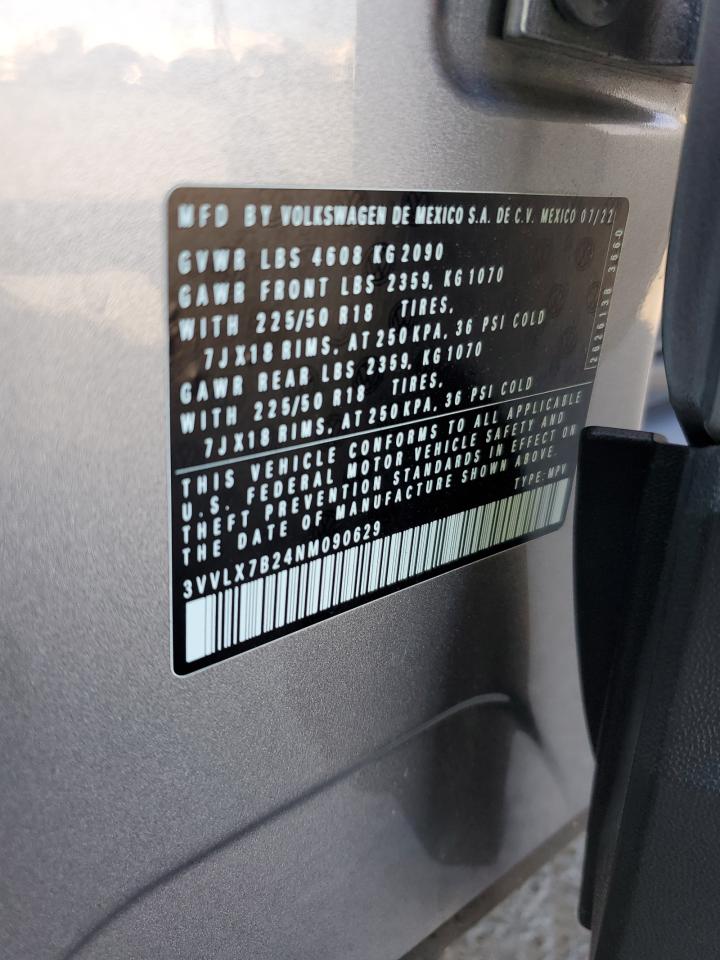 MFD BY VOLKSWAGEN DE MEXICO S.A. DE C.V. MEXICO 07/22
GVWR LBS 4608 KG 2090
GAWR FRONT LBS 2359, KG 1070
WITH 225/50 R18 TIRES,
7JX18 RIMS, AT 250 KPA, 36 PSI COLD
GAWR REAR LBS 2359, KG 1070
WITH 225/50 R18 TIRES,
7JX18 RIMS, AT 250 KPA, 36 PSI COLD
2626138 3660
THIS VEHICLE CONFORMS TO ALL APPLICABLE
U.S. FEDERAL MOTOR VEHICLE SAFETY AND
THEFT PREVENTION STANDARDS IN EFFECT ON
THE DATE OF MANUFACTURE SHOWN ABOVE.
TYPE: MPV
3VVLX7B24NM090629